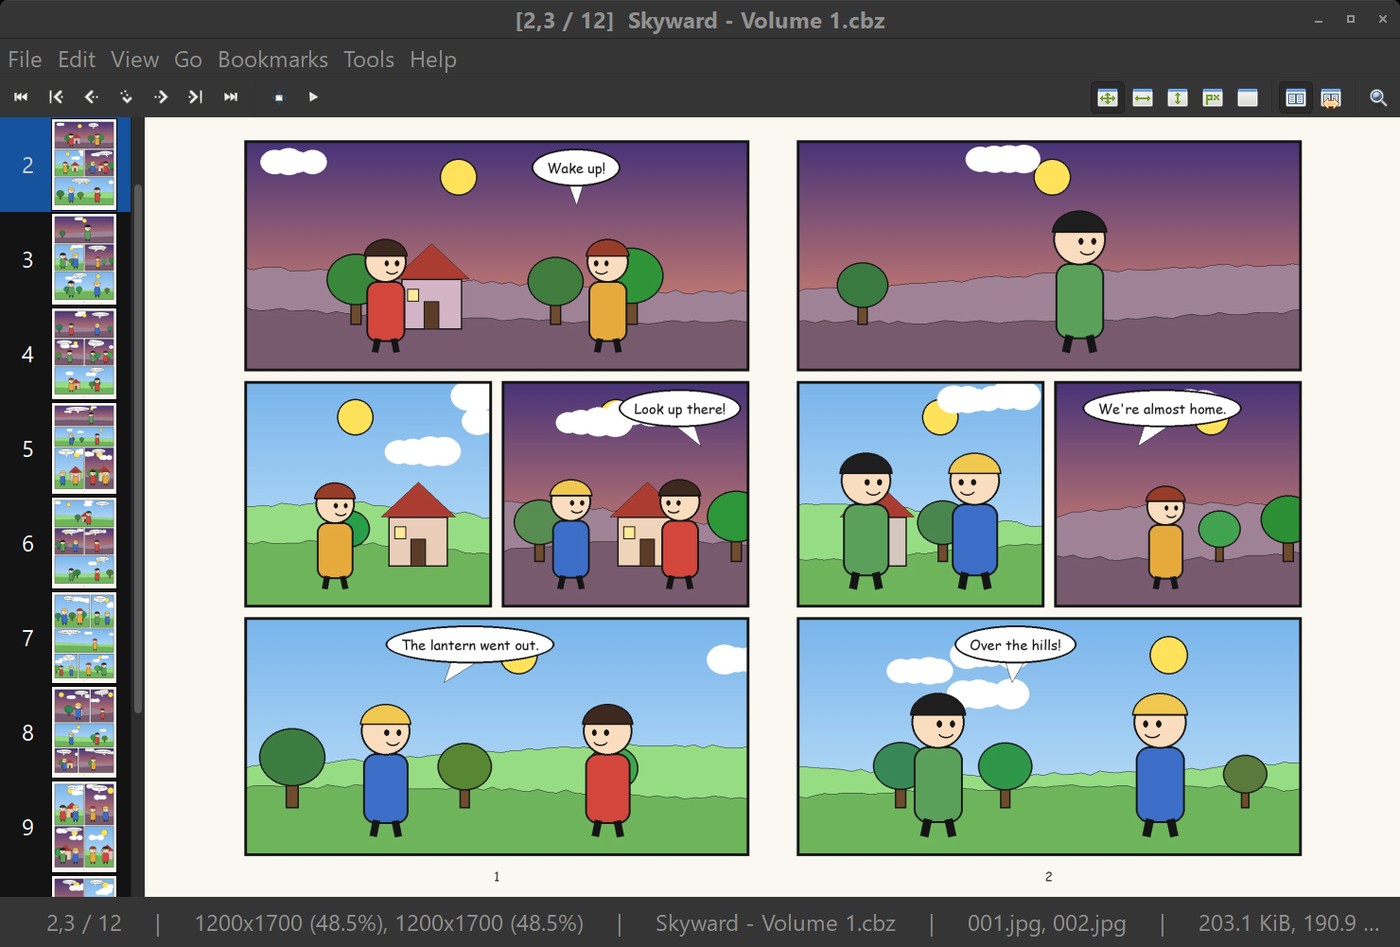 [2,3 / 12]  Skyward - Volume 1.cbz
File Edit View Go Bookmarks Tools Help
2
3
4
5
6
7
8
9
Wake up!
Look up there!
The lantern went out.
1
We're almost home.
Over the hills!
2
2,3 / 12 | 1200x1700 (48.5%), 1200x1700 (48.5%) | Skyward - Volume 1.cbz | 001.jpg, 002.jpg | 203.1 KiB, 190.9 ...